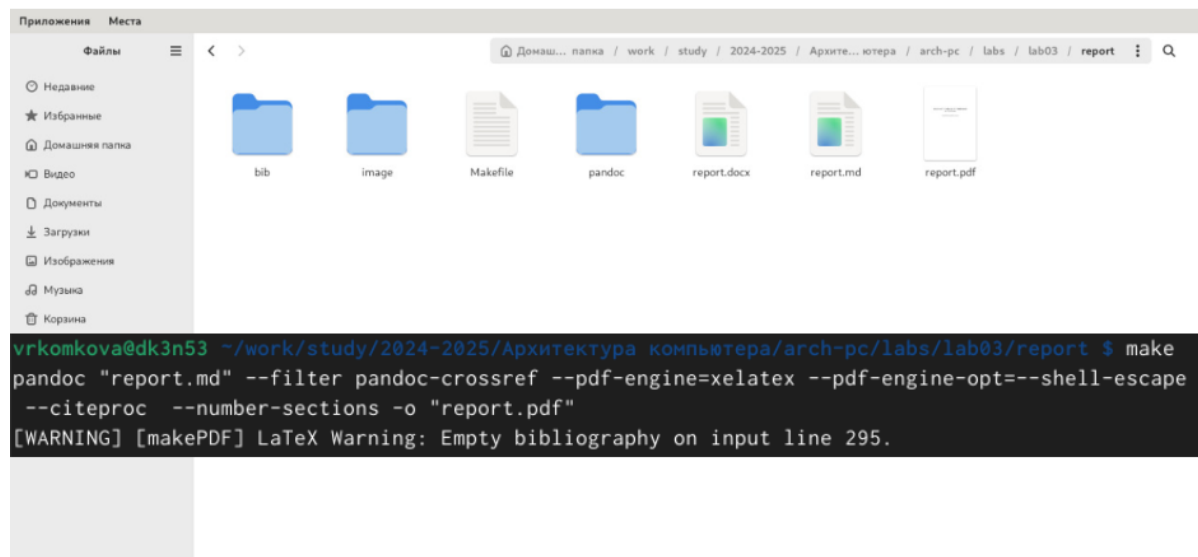 Приложения Места
Файлы
Домаш... папка / work / study / 2024-2025 / Архите... ютера / arch-pc / labs / lab03 / report
Недавние
Избранные
Домашняя папка
Видео
Документы
Загрузки
Изображения
Музыка
Корзина
bib image Makefile pandoc report.docx report.md report.pdf
vrkomkova@dk3n53 ~/work/study/2024-2025/Архитектура компьютера/arch-pc/labs/lab03/report $ make
pandoc "report.md" --filter pandoc-crossref --pdf-engine=xelatex --pdf-engine-opt=--shell-escape
--citeproc --number-sections -o "report.pdf"
[WARNING] [makePDF] LaTeX Warning: Empty bibliography on input line 295.